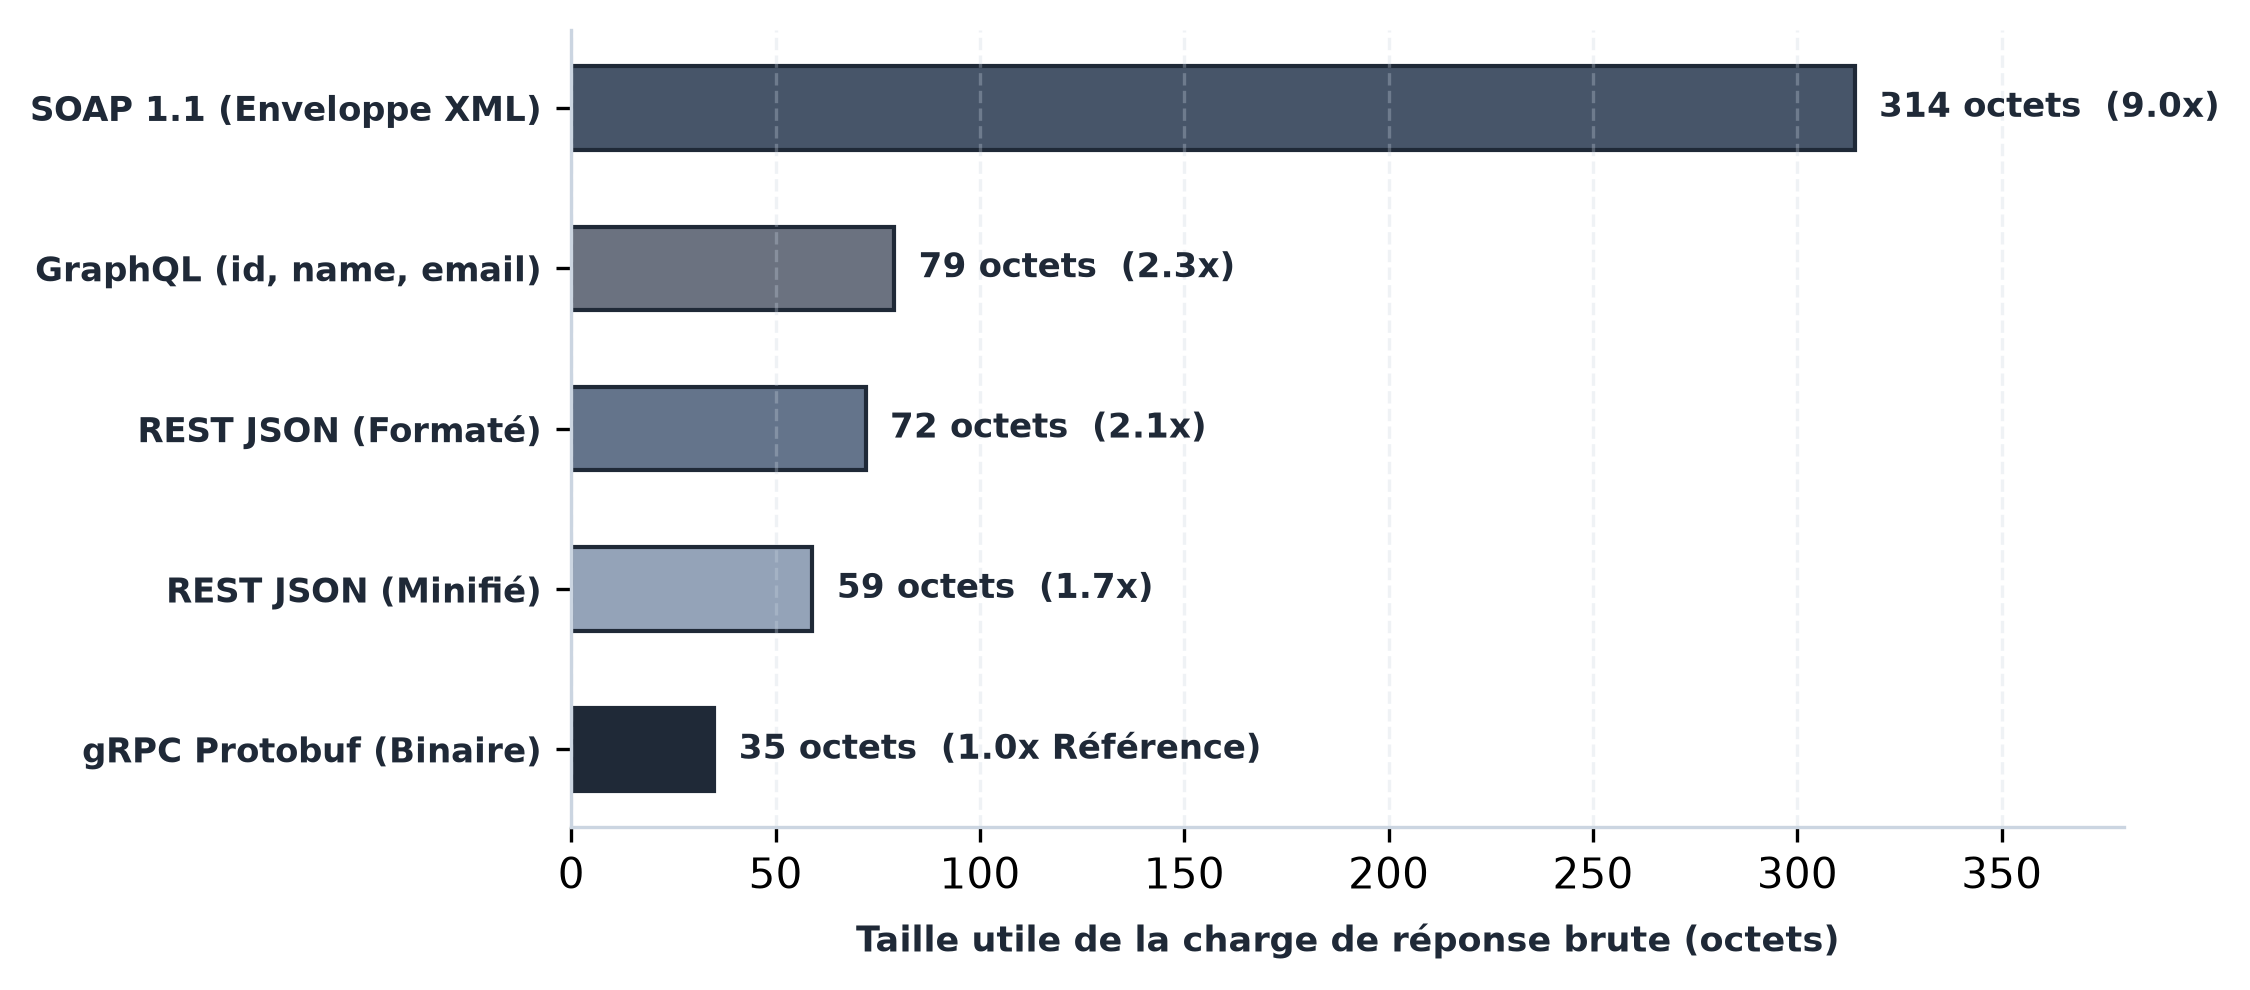 SOAP 1.1 (Enveloppe XML)
314 octets (9.0x)
GraphQL (id, name, email)
79 octets (2.3x)
REST JSON (Formaté)
72 octets (2.1x)
REST JSON (Minifié)
59 octets (1.7x)
gRPC Protobuf (Binaire)
35 octets (1.0x Référence)
0 50 100 150 200 250 300 350
Taille utile de la charge de réponse brute (octets)